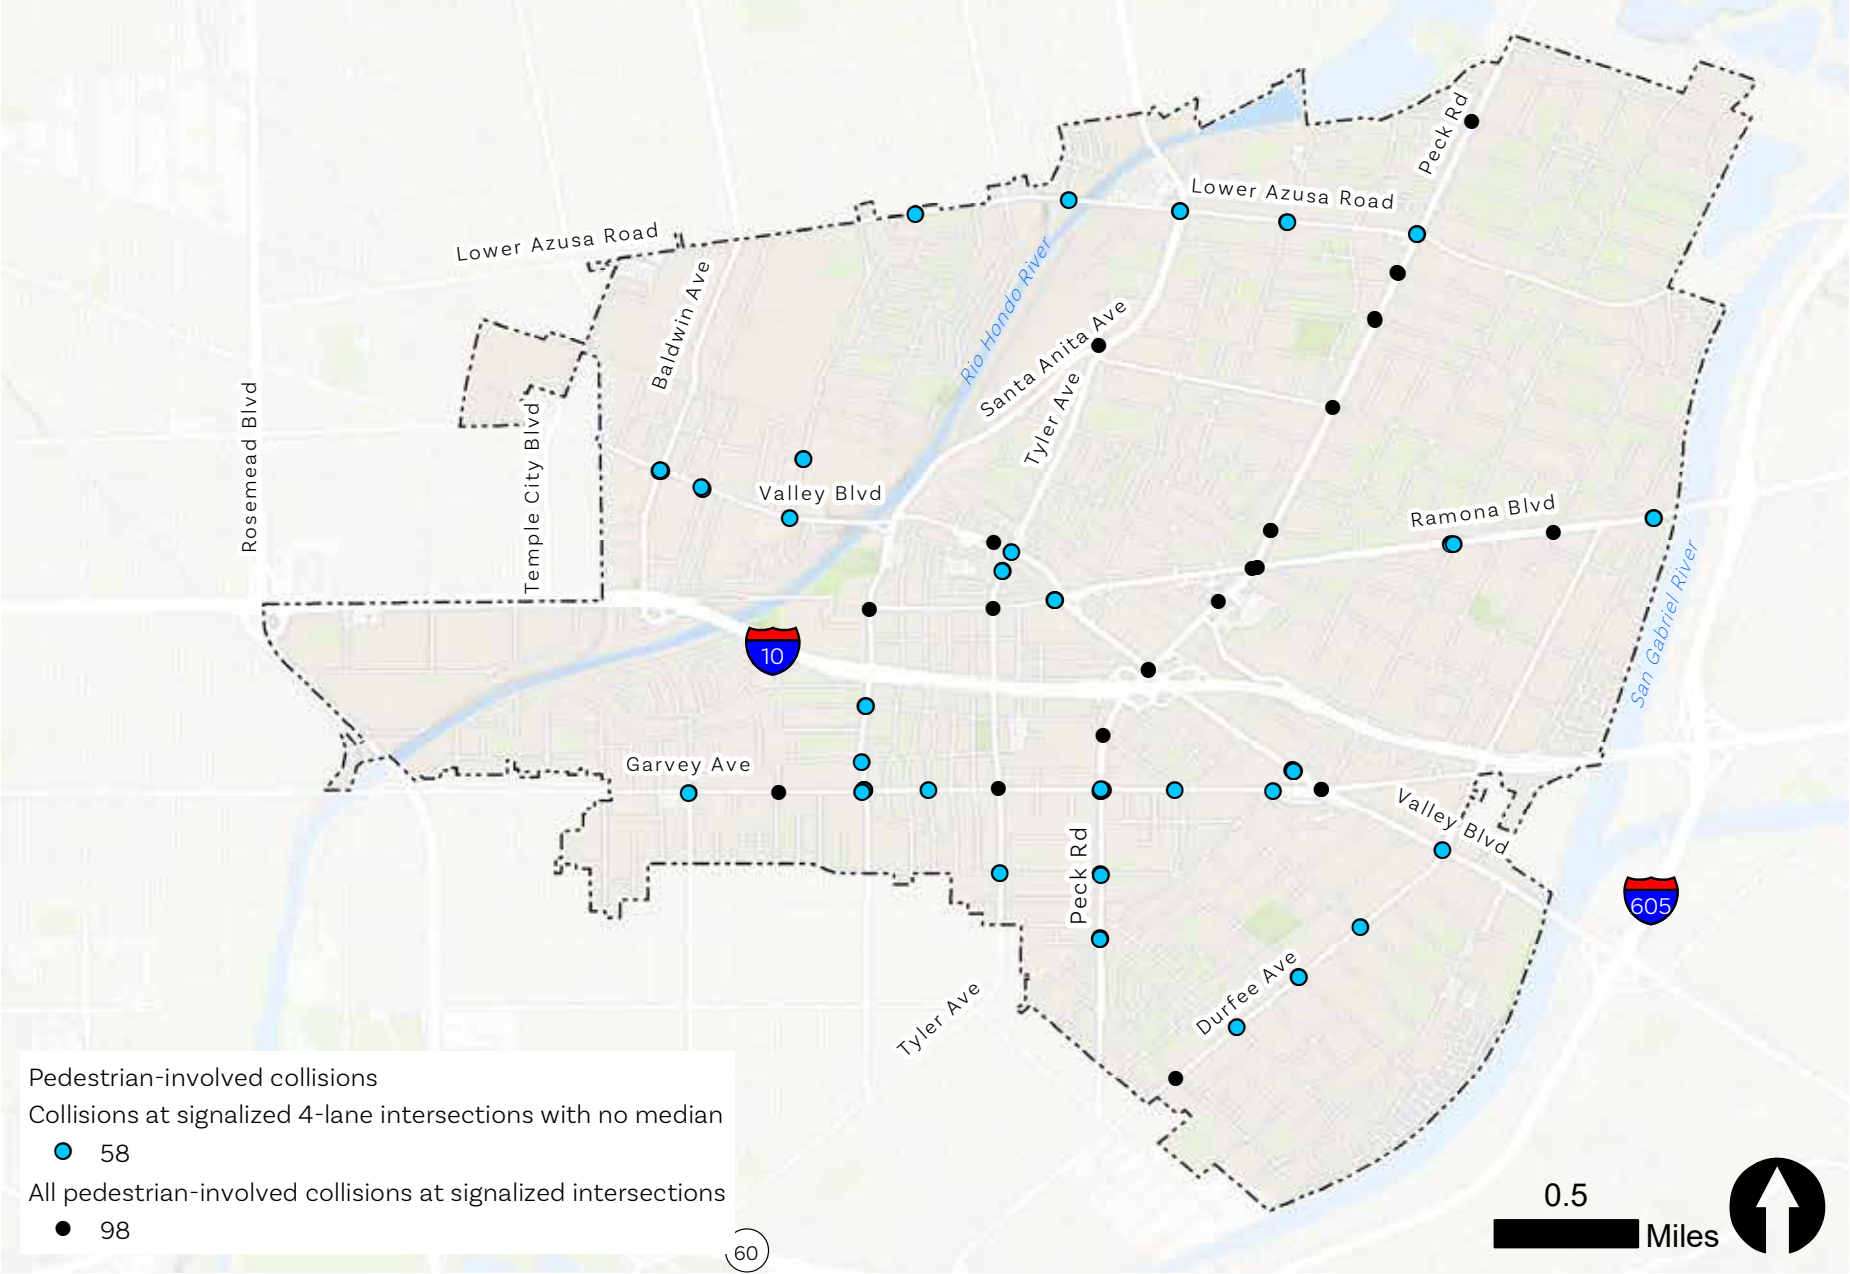 Peck Rd
Lower Azusa Road
Lower Azusa Road
Baldwin Ave
Rio Hondo River
Santa Anita Ave
Tyler Ave
Rosemead Blvd
Temple City Blvd
Valley Blvd
Ramona Blvd
San Gabriel River
10
Garvey Ave
Valley Blvd
Peck Rd
605
Durfee Ave
Tyler Ave
Pedestrian-involved collisions
Collisions at signalized 4-lane intersections with no median
58
All pedestrian-involved collisions at signalized intersections
98
60
0.5
Miles